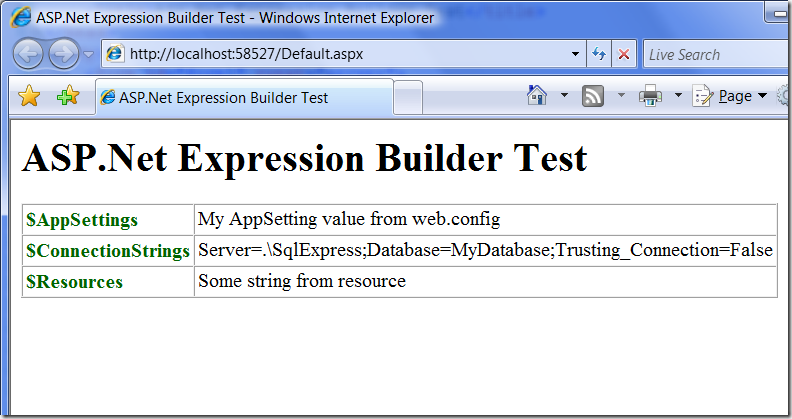 ASP.Net Expression Builder Test - Windows Internet Explorer
http://localhost:58527/Default.aspx
Live Search
ASP.Net Expression Builder Test
Page
ASP.Net Expression Builder Test
$AppSettings My AppSetting value from web.config
$ConnectionStrings Server=.\SqlExpress;Database=MyDatabase;Trusting_Connection=False
$Resources Some string from resource